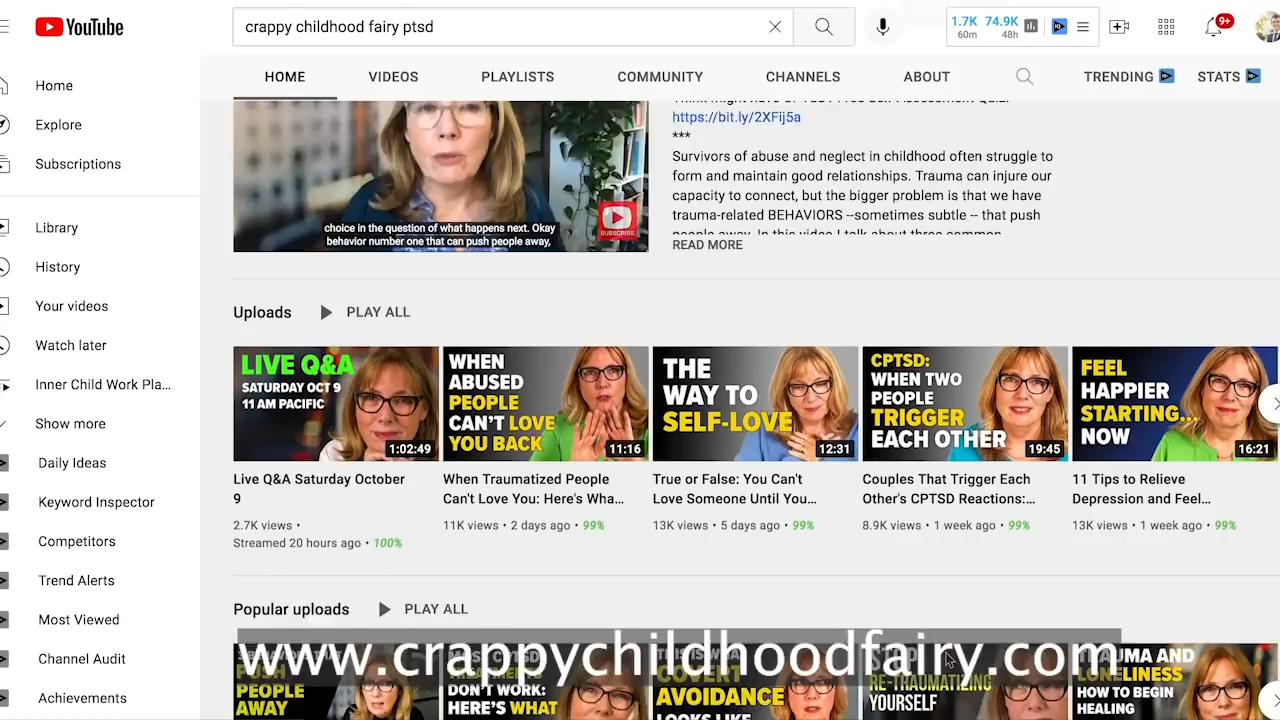 YouTube
crappy childhood fairy ptsd
1.7K 74.9K
60m 48h
9+
HOME VIDEOS PLAYLISTS COMMUNITY CHANNELS ABOUT TRENDING STATS
Home
Explore
Subscriptions
Library
History
Your videos
Watch later
Inner Child Work Pla...
Show more
Daily Ideas
Keyword Inspector
Competitors
Trend Alerts
Most Viewed
Channel Audit
Achievements
choice in the question of what happens next. Okay
behavior number one that can push people away,
SUBSCRIBE
https://bit.ly/2XFij5a
***
Survivors of abuse and neglect in childhood often struggle to
form and maintain good relationships. Trauma can injure our
capacity to connect, but the bigger problem is that we have
trauma-related BEHAVIORS --sometimes subtle -- that push
people away. In this video I talk about three common
READ MORE
Uploads PLAY ALL
LIVE Q&A
SATURDAY OCT 9
11 AM PACIFIC
1:02:49
Live Q&A Saturday October
9
2.7K views •
Streamed 20 hours ago • 100%
WHEN
ABUSED
PEOPLE
CAN'T LOVE
YOU BACK
11:16
When Traumatized People
Can't Love You: Here's Wha...
11K views • 2 days ago • 99%
THE
WAY TO
SELF-LOVE
12:31
True or False: You Can't
Love Someone Until You...
13K views • 5 days ago • 99%
CPTSD:
WHEN TWO
PEOPLE
TRIGGER
EACH OTHER
19:45
Couples That Trigger Each
Other's CPTSD Reactions:...
8.9K views • 1 week ago • 99%
FEEL
HAPPIER
STARTING...
NOW
16:21
11 Tips to Relieve
Depression and Feel...
13K views • 1 week ago • 99%
Popular uploads PLAY ALL
www.crappychildhoodfairy.com
PUSH
PEOPLE
AWAY
DON'T WORK:
HERE'S WHAT
COVERT
AVOIDANCE
LOOKS LIKE
RE-TRAUMATIZING
YOURSELF
TRAUMA AND
LONELINESS
HOW TO BEGIN
HEALING